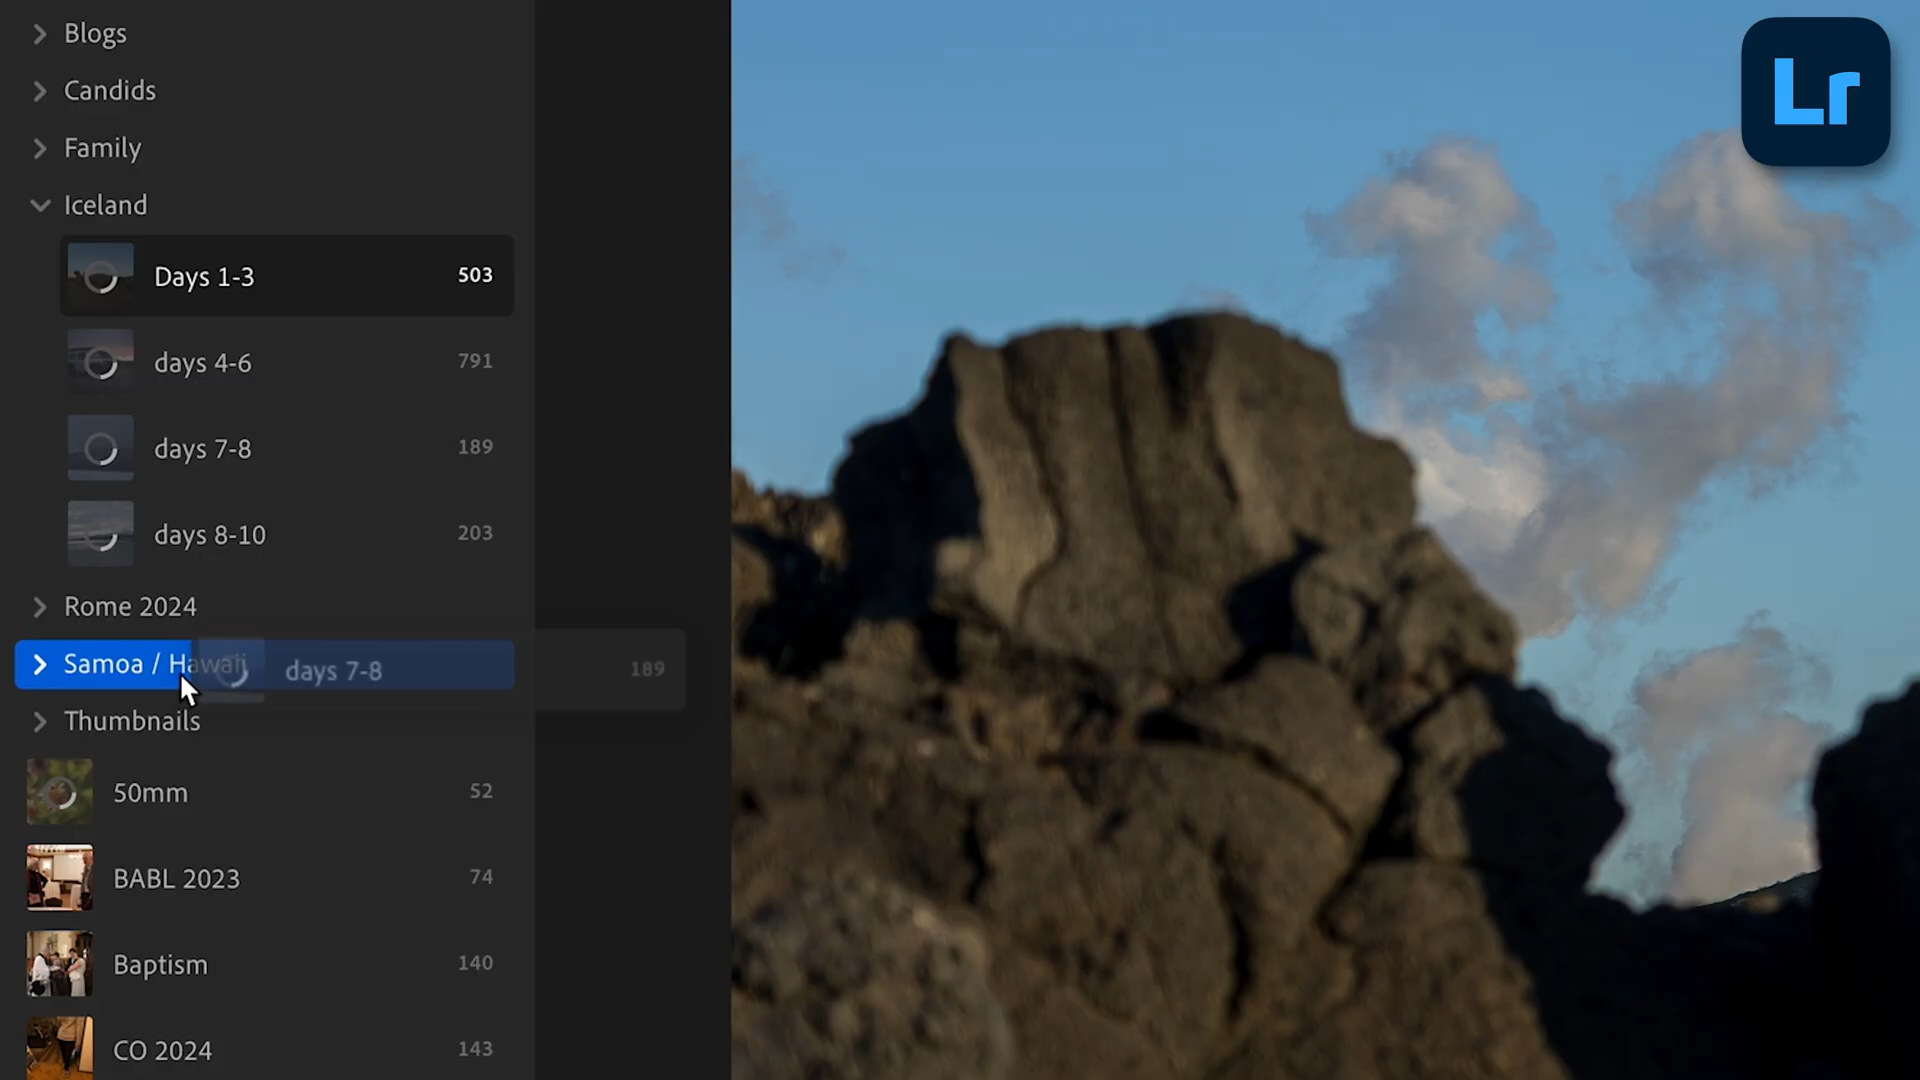 Blogs
Candids
Family
Iceland
Days 1-3 503
days 4-6 791
days 7-8 189
days 8-10 203
Rome 2024
Samoa / Hawaii
days 7-8 189
Thumbnails
50mm 52
BABL 2023 74
Baptism 140
CO 2024 143
Lr